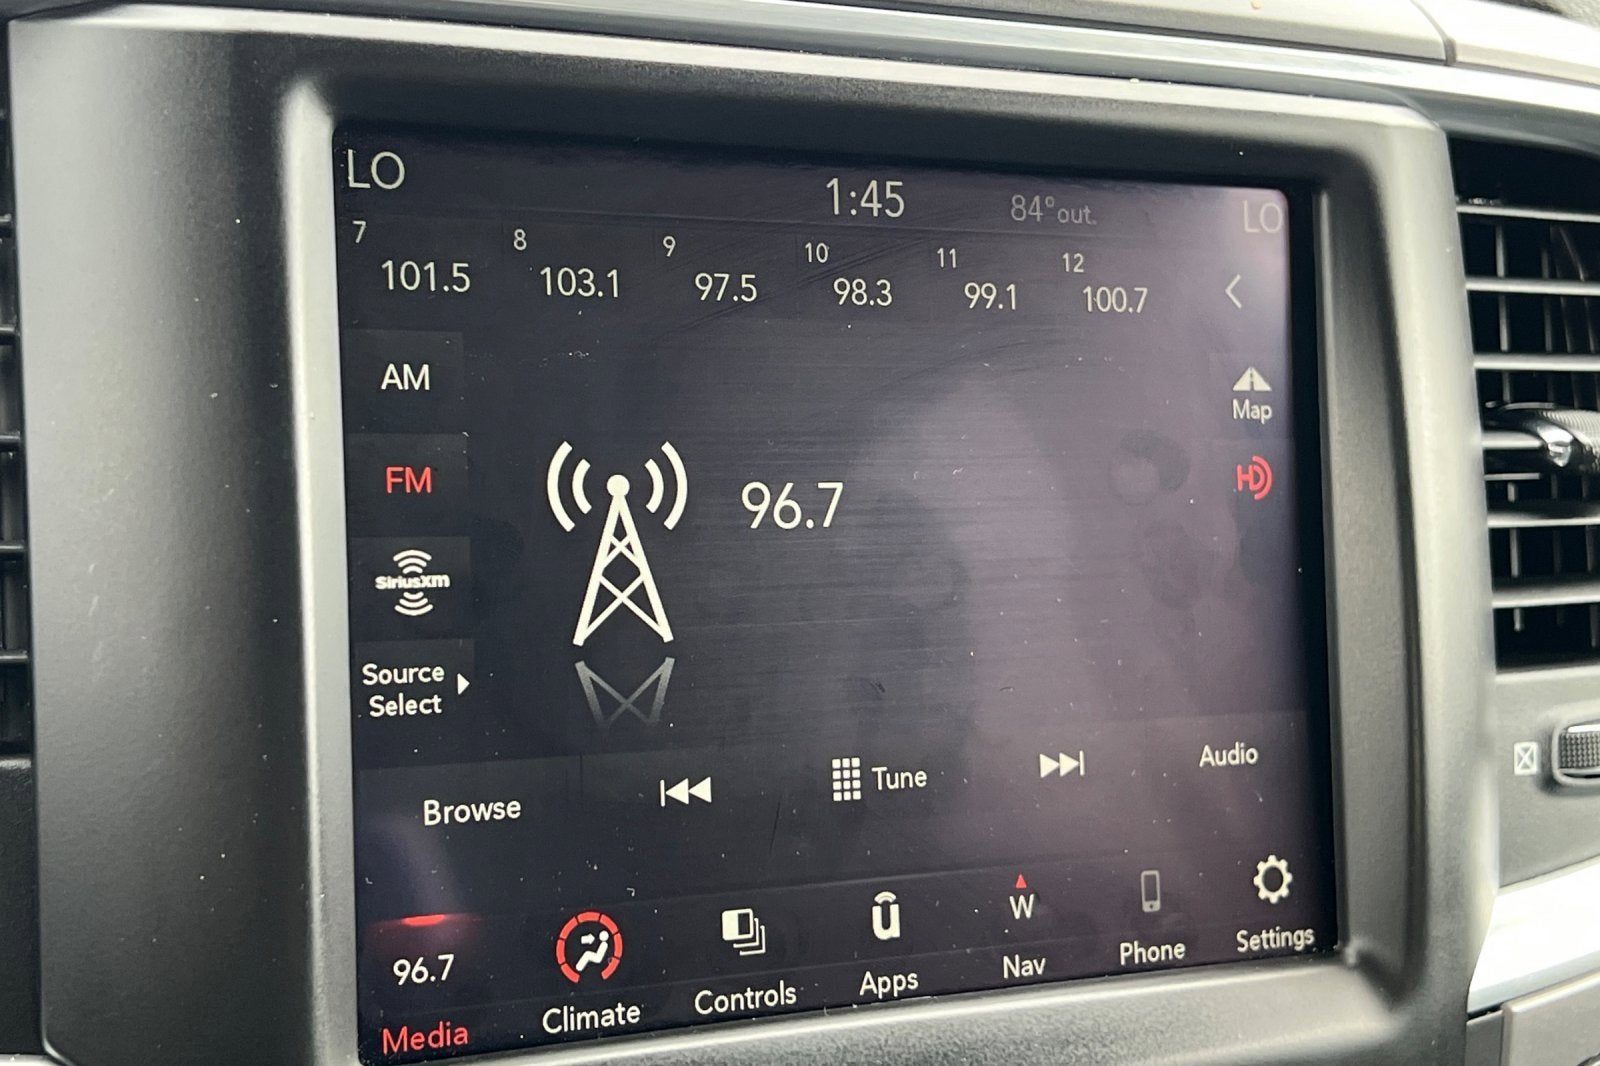 LO
1:45
84° out.
LO
7 101.5
8 103.1
9 97.5
10 98.3
11 99.1
12 100.7
AM
Map
FM
96.7
HD
SiriusXM
Source
Select
Browse
Tune
Audio
96.7
Media
Climate
Controls
u
Apps
W
Nav
Phone
Settings